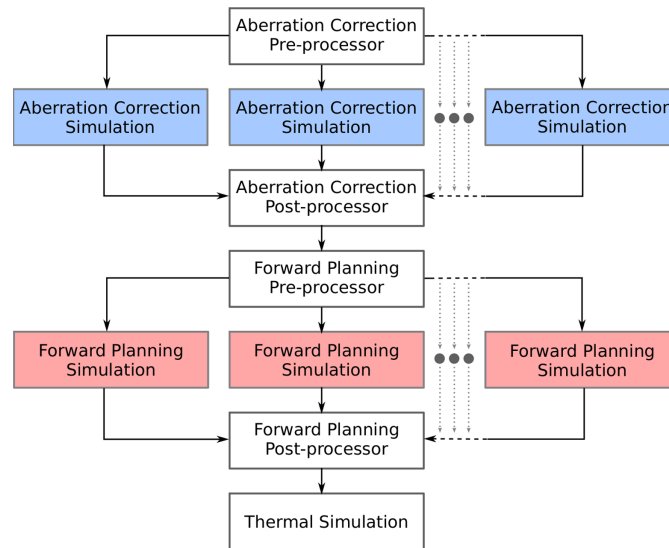 Aberration Correction
Pre-processor
Aberration Correction
Simulation
Aberration Correction
Simulation
Aberration Correction
Simulation
Aberration Correction
Post-processor
Forward Planning
Pre-processor
Forward Planning
Simulation
Forward Planning
Simulation
Forward Planning
Simulation
Forward Planning
Post-processor
Thermal Simulation